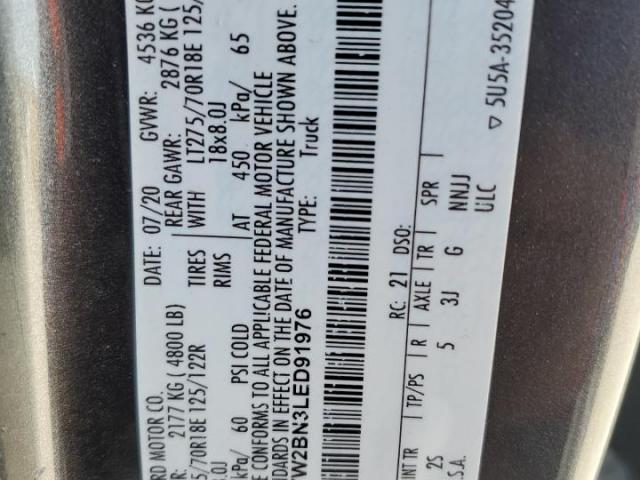 RD MOTOR CO. DATE: 07/20 GVWR: 4536 K
R: 2177 KG ( 4800 LB) REAR GAWR: 2876 KG (
5/70R18E 125/122R TIRES WITH LT275/70R18E 125/
8.0J RIMS 18x8.0J
kPa/ 60 PSI COLD AT 450 kPa/ 65
E CONFORMS TO ALL APPLICABLE FEDERAL MOTOR VEHICLE
NDARDS IN EFFECT ON THE DATE OF MANUFACTURE SHOWN ABOVE.
W2BN3LED91976 TYPE: Truck
RC: 21 DSO:
INT TR TP/PS R AXLE TR SPR
2S 5 3J G NNJJ
.S.A. ULC
▽ 5U5A-35204